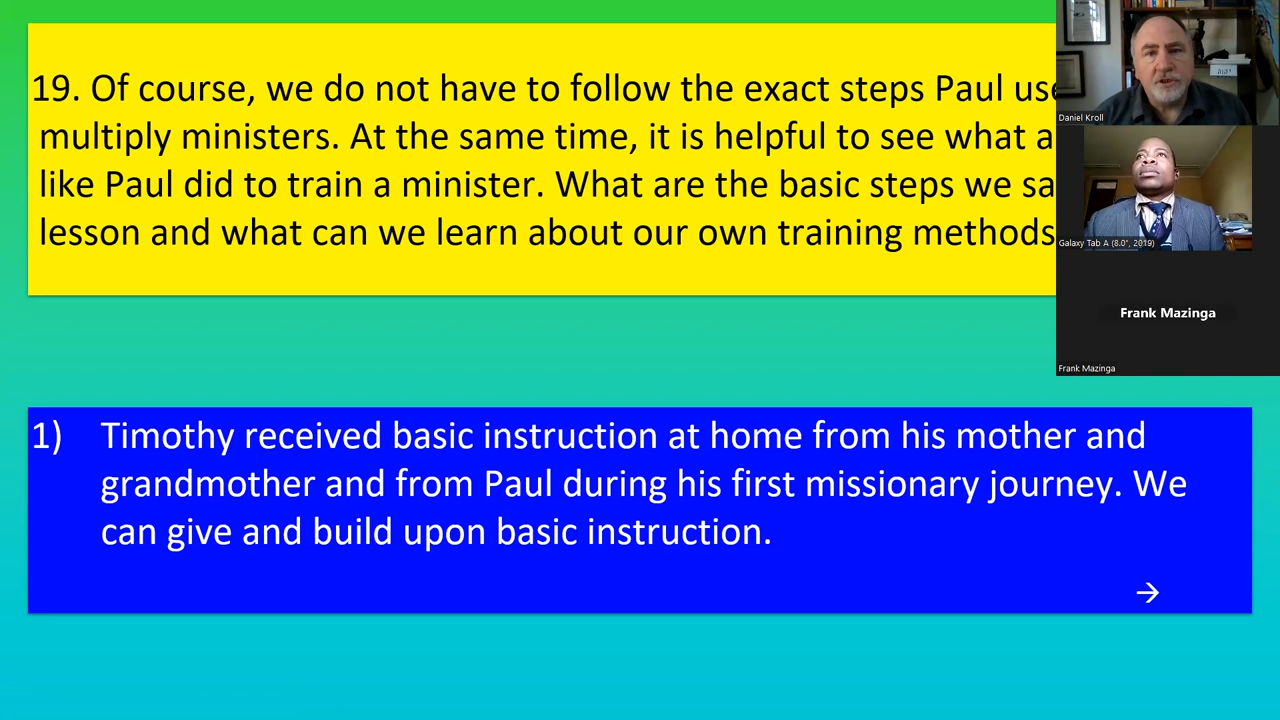 19. Of course, we do not have to follow the exact steps Paul
multiply ministers. At the same time, it is helpful to see what
like Paul did to train a minister. What are the basic steps we
lesson and what can we learn about our own training methods
1) Timothy received basic instruction at home from his mother and
grandmother and from Paul during his first missionary journey. We
can give and build upon basic instruction.
→
Daniel Kroll
Galaxy Tab A (8.0", 2019)
Frank Mazinga
Frank Mazinga